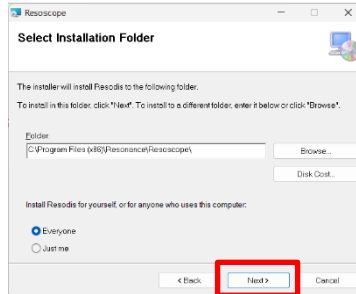 Resoscope
Select Installation Folder
The installer will install Resodis to the following folder.
To install in this folder, click "Next". To install to a different folder, enter it below or click "Browse".
Folder:
C:\Program Files (x86)\Resonance\Resoscope\
Browse...
Disk Cost...
Install Resodis for yourself, or for anyone who uses this computer:
Everyone
Just me
< Back
Next >
Cancel